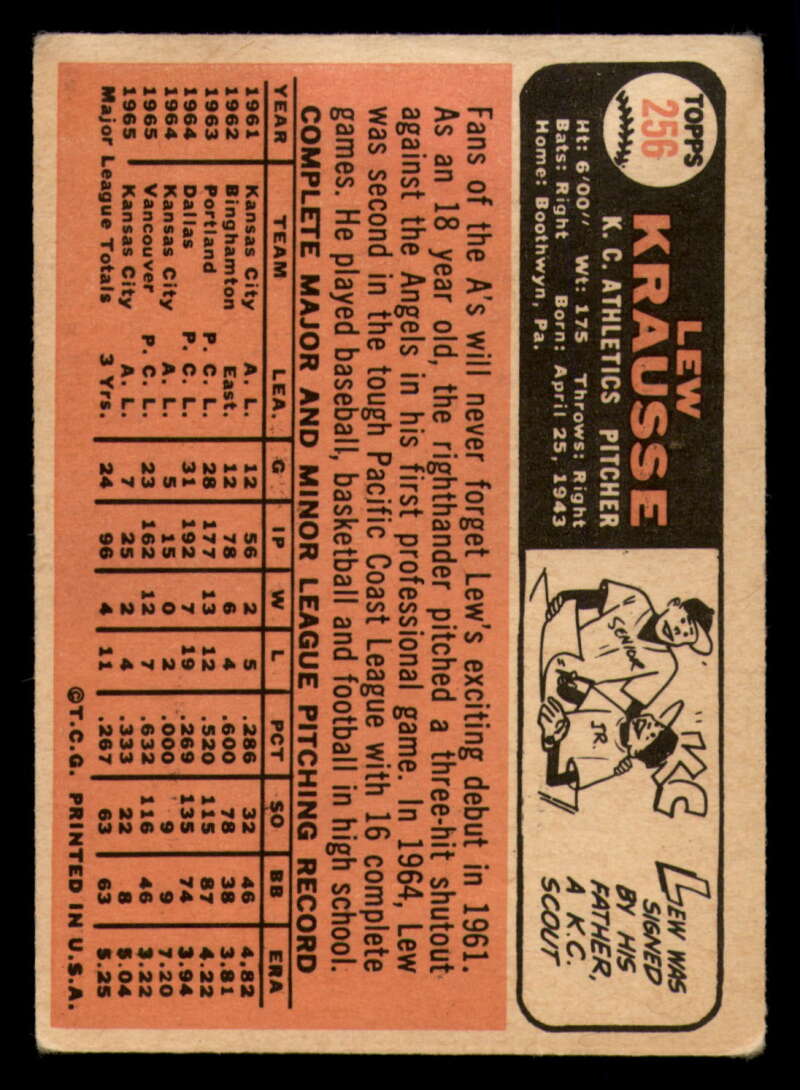 TOPPS
256
LEW
KRAUSSE
K. C. ATHLETICS PITCHER
Ht: 6'00" Wt: 175 Throws: Right
Bats: Right Born: April 25, 1943
Home: Boothwyn, Pa.
SENIOR
JR.
KC
LEW WAS
SIGNED
BY HIS
FATHER,
A K.C.
SCOUT
Fans of the A's will never forget Lew's exciting debut in 1961.
As an 18 year old, the righthander pitched a three-hit shutout
against the Angels in his first professional game. In 1964, Lew
was second in the tough Pacific Coast League with 16 complete
games. He played baseball, basketball and football in high school.
COMPLETE MAJOR AND MINOR LEAGUE PITCHING RECORD
YEAR TEAM LEA. G IP W L PCT SO BB ERA
1961 Kansas City A. L. 12 56 2 5 .286 32 46 4.82
1962 Binghamton East. 12 78 6 4 .600 78 38 3.81
1963 Portland P. C. L. 28 177 13 12 .520 115 87 4.22
1964 Dallas P. C. L. 31 192 7 19 .269 135 74 3.94
1964 Kansas City A. L. 5 15 0 2 .000 9 9 7.20
1965 Vancouver P. C. L. 23 162 12 7 .632 116 46 3.22
1965 Kansas City A. L. 7 25 2 4 .333 22 8 5.04
Major League Totals 3 Yrs. 24 96 4 11 .267 63 63 5.25
©T.C.G. PRINTED IN U.S.A.